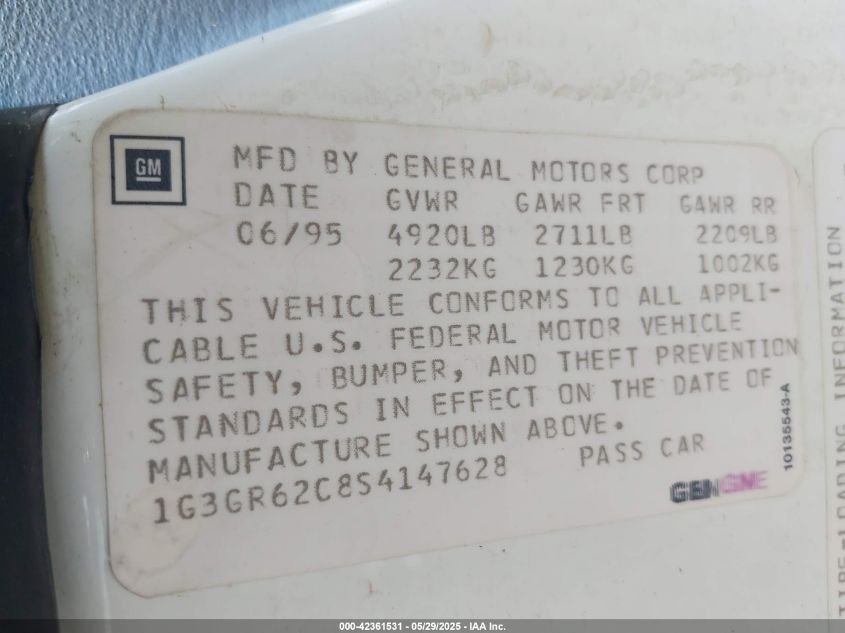 GM
MFD BY GENERAL MOTORS CORP
DATE GVWR GAWR FRT GAWR RR
06/95 4920LB 2711LB 2209LB
2232KG 1230KG 1002KG
THIS VEHICLE CONFORMS TO ALL APPLI-
CABLE U.S. FEDERAL MOTOR VEHICLE
SAFETY, BUMPER, AND THEFT PREVENTION
STANDARDS IN EFFECT ON THE DATE OF
MANUFACTURE SHOWN ABOVE.
1G3GR62C8S4147628 PASS CAR
10135543-A
INFORMATION
000-42361531 - 05/29/2025 - IAA Inc.